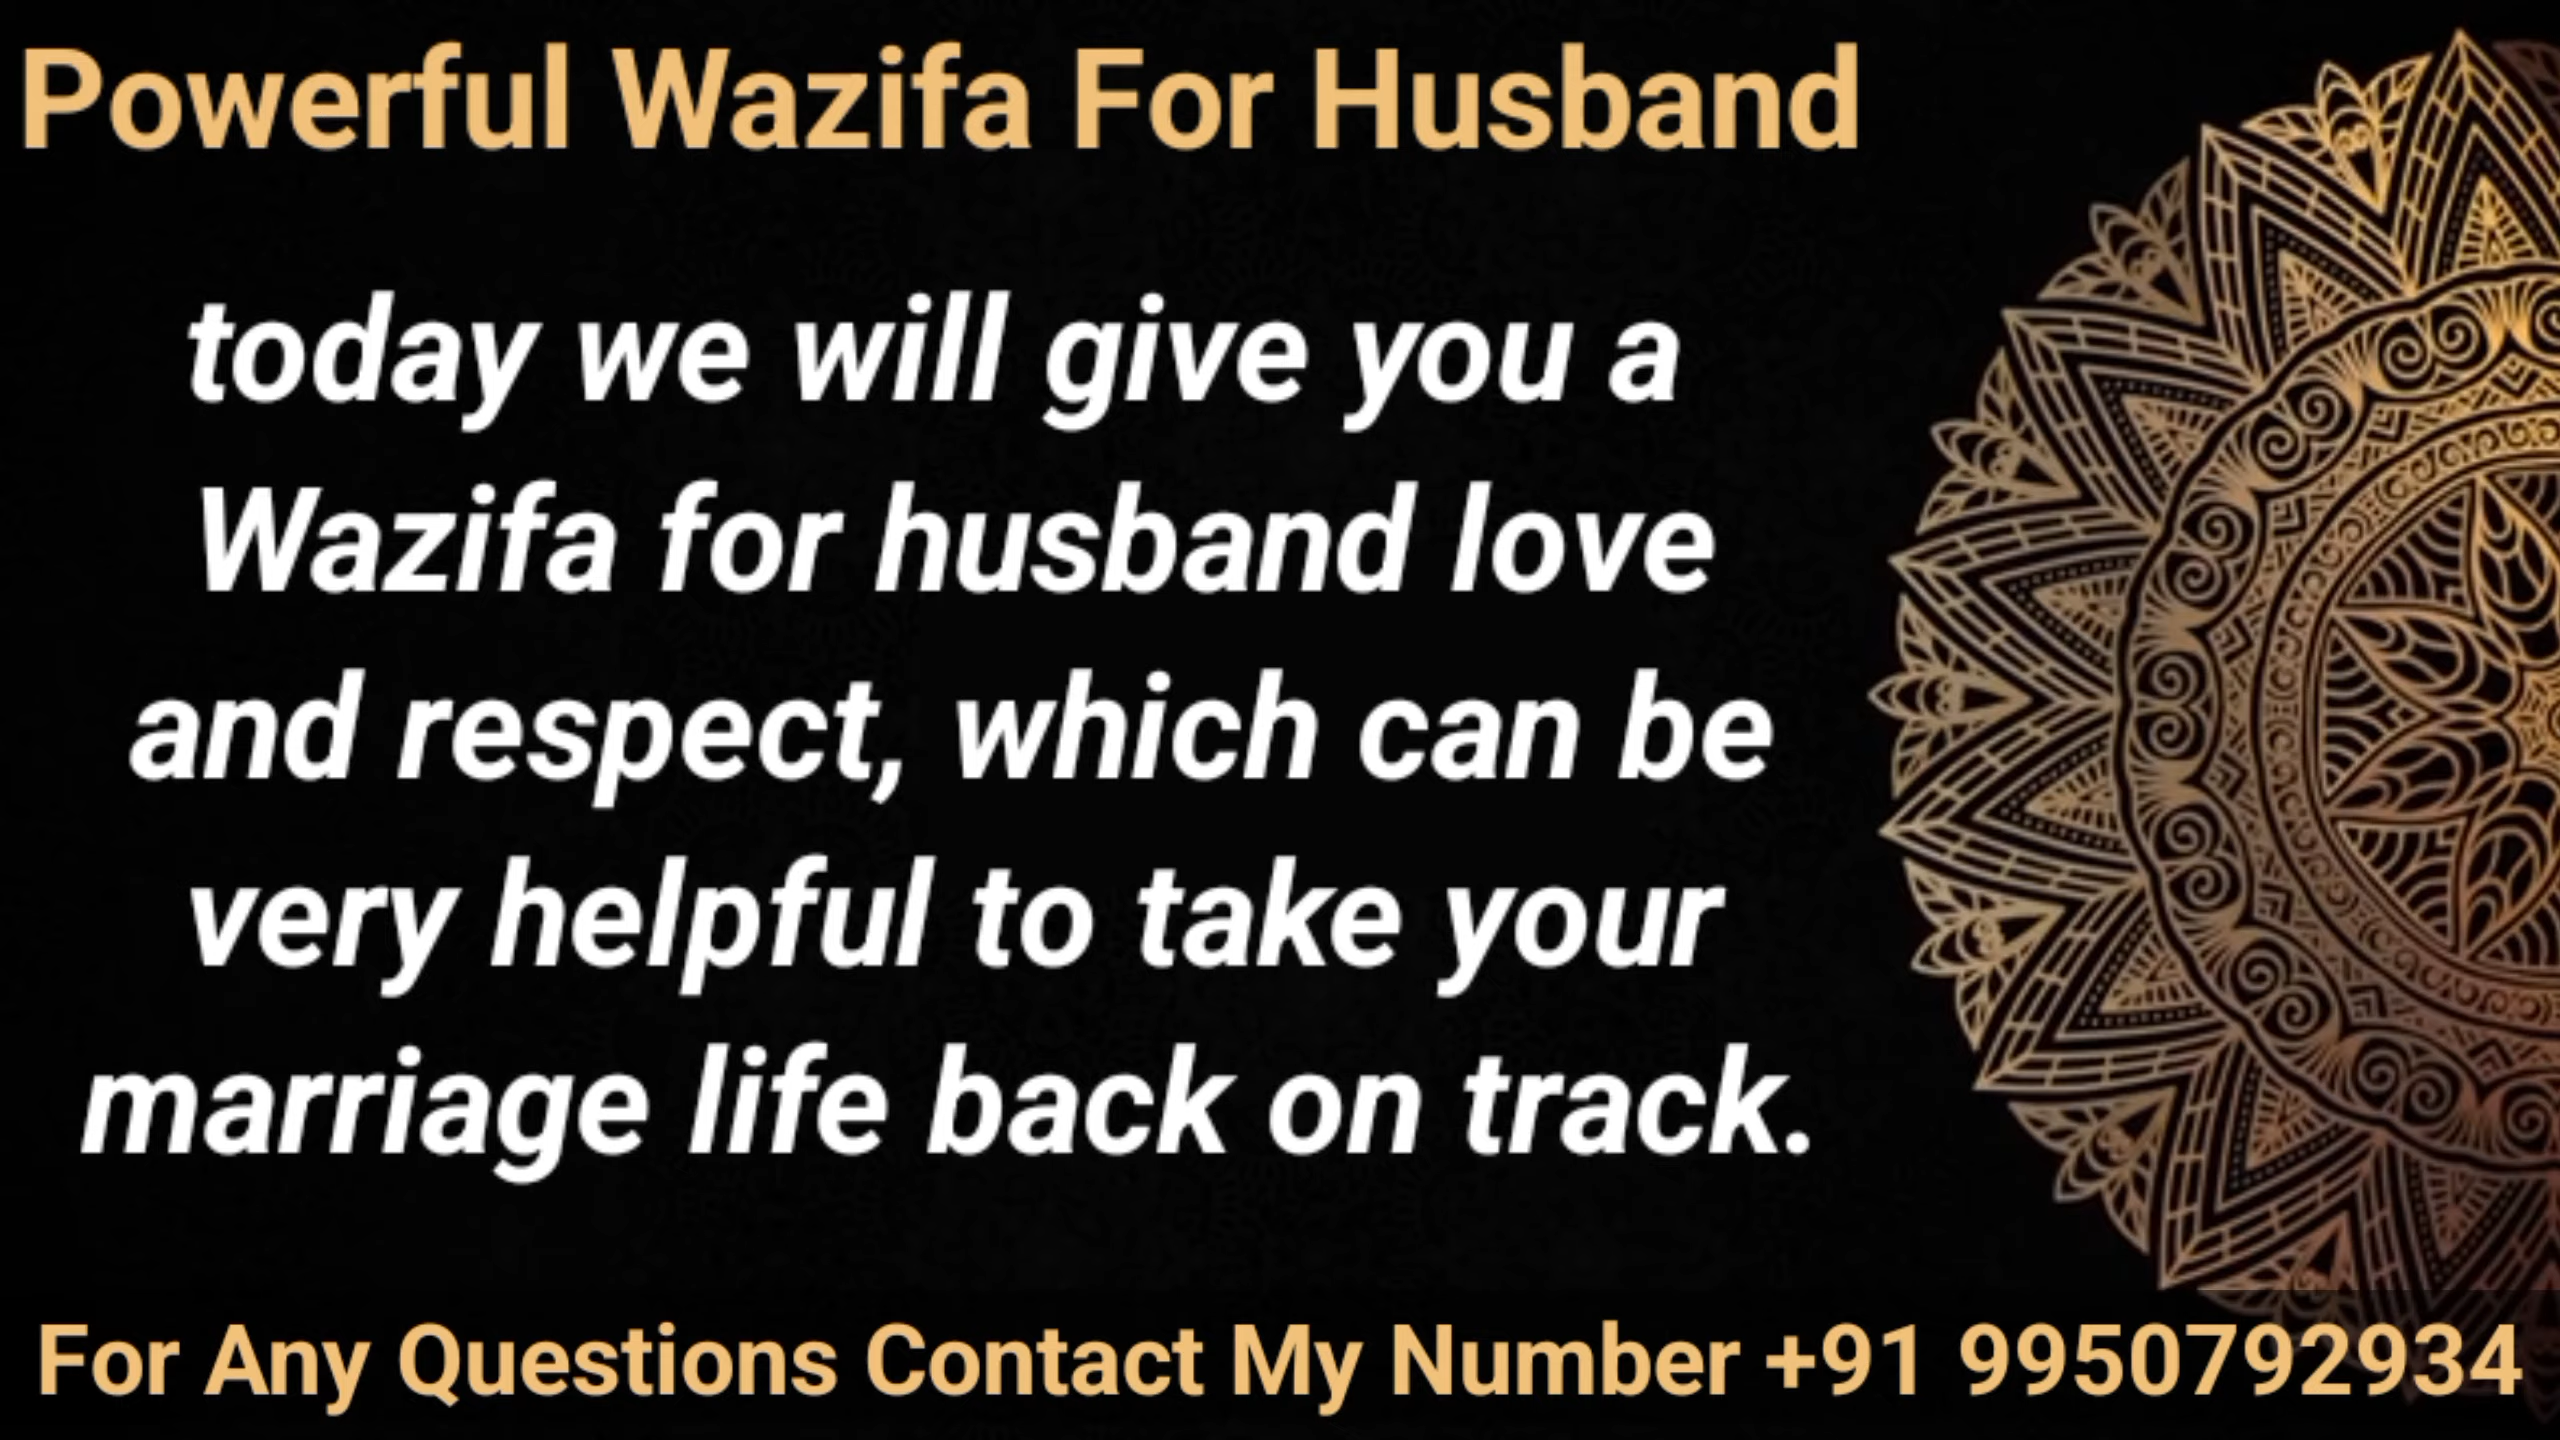 Powerful Wazifa For Husband
today we will give you a
Wazifa for husband love
and respect, which can be
very helpful to take your
marriage life back on track.
For Any Questions Contact My Number +91 9950792934